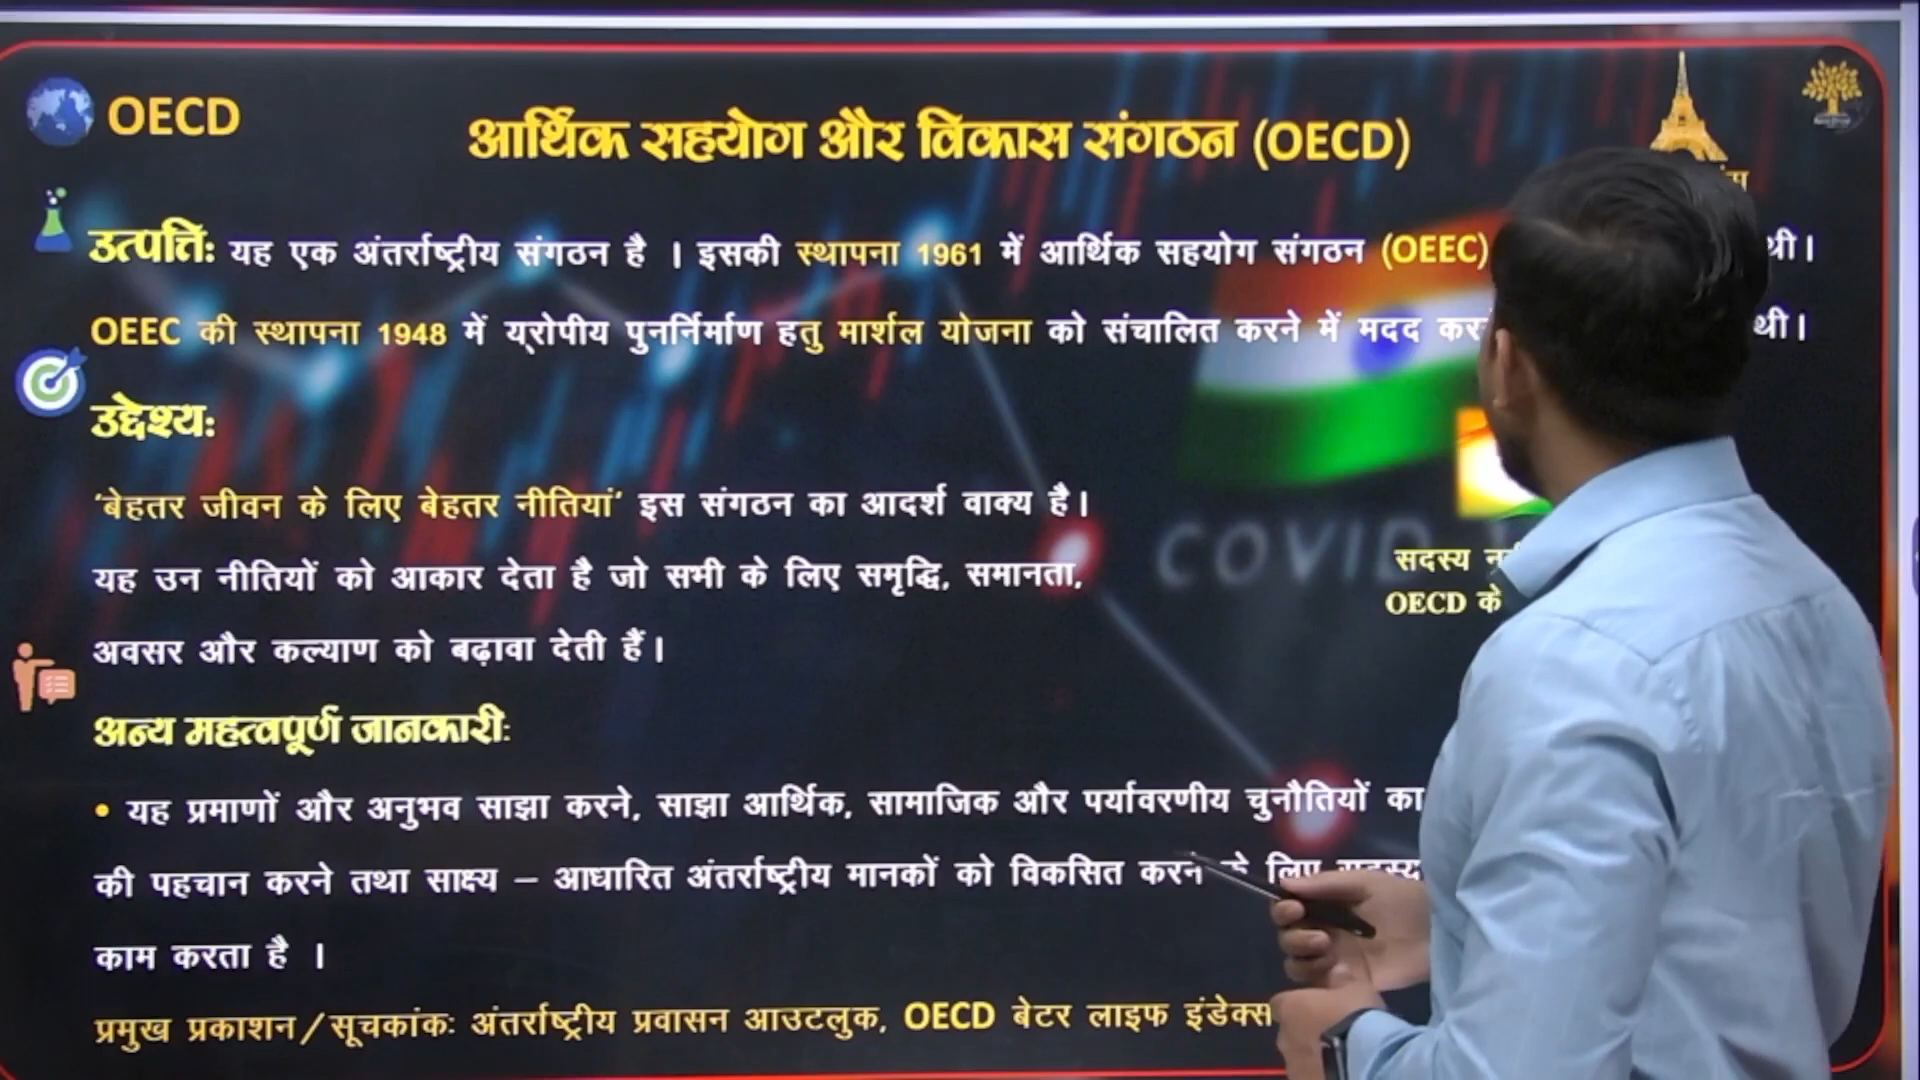 OECD
आर्थिक सहयोग और विकास संगठन (OECD)
उत्पत्ति: यह एक अंतर्राष्ट्रीय संगठन है । इसकी स्थापना 1961 में आर्थिक सहयोग संगठन (OEEC) थी।
OEEC की स्थापना 1948 में यूरोपीय पुनर्निर्माण हतु मार्शल योजना को संचालित करने में मदद थी।
उद्देश्य:
'बेहतर जीवन के लिए बेहतर नीतियां' इस संगठन का आदर्श वाक्य है।
यह उन नीतियों को आकार देता है जो सभी के लिए समृद्धि, समानता,
अवसर और कल्याण को बढ़ावा देती हैं।
COVID
सदस्य
OECD के
अन्य महत्वपूर्ण जानकारी:
• यह प्रमाणों और अनुभव साझा करने, साझा आर्थिक, सामाजिक और पर्यावरणीय चुनौतियों का
की पहचान करने तथा साक्ष्य – आधारित अंतर्राष्ट्रीय मानकों को विकसित करने के लिए सदस्य
काम करता है ।
प्रमुख प्रकाशन/सूचकांक: अंतर्राष्ट्रीय प्रवासन आउटलुक, OECD बेटर लाइफ इंडेक्स